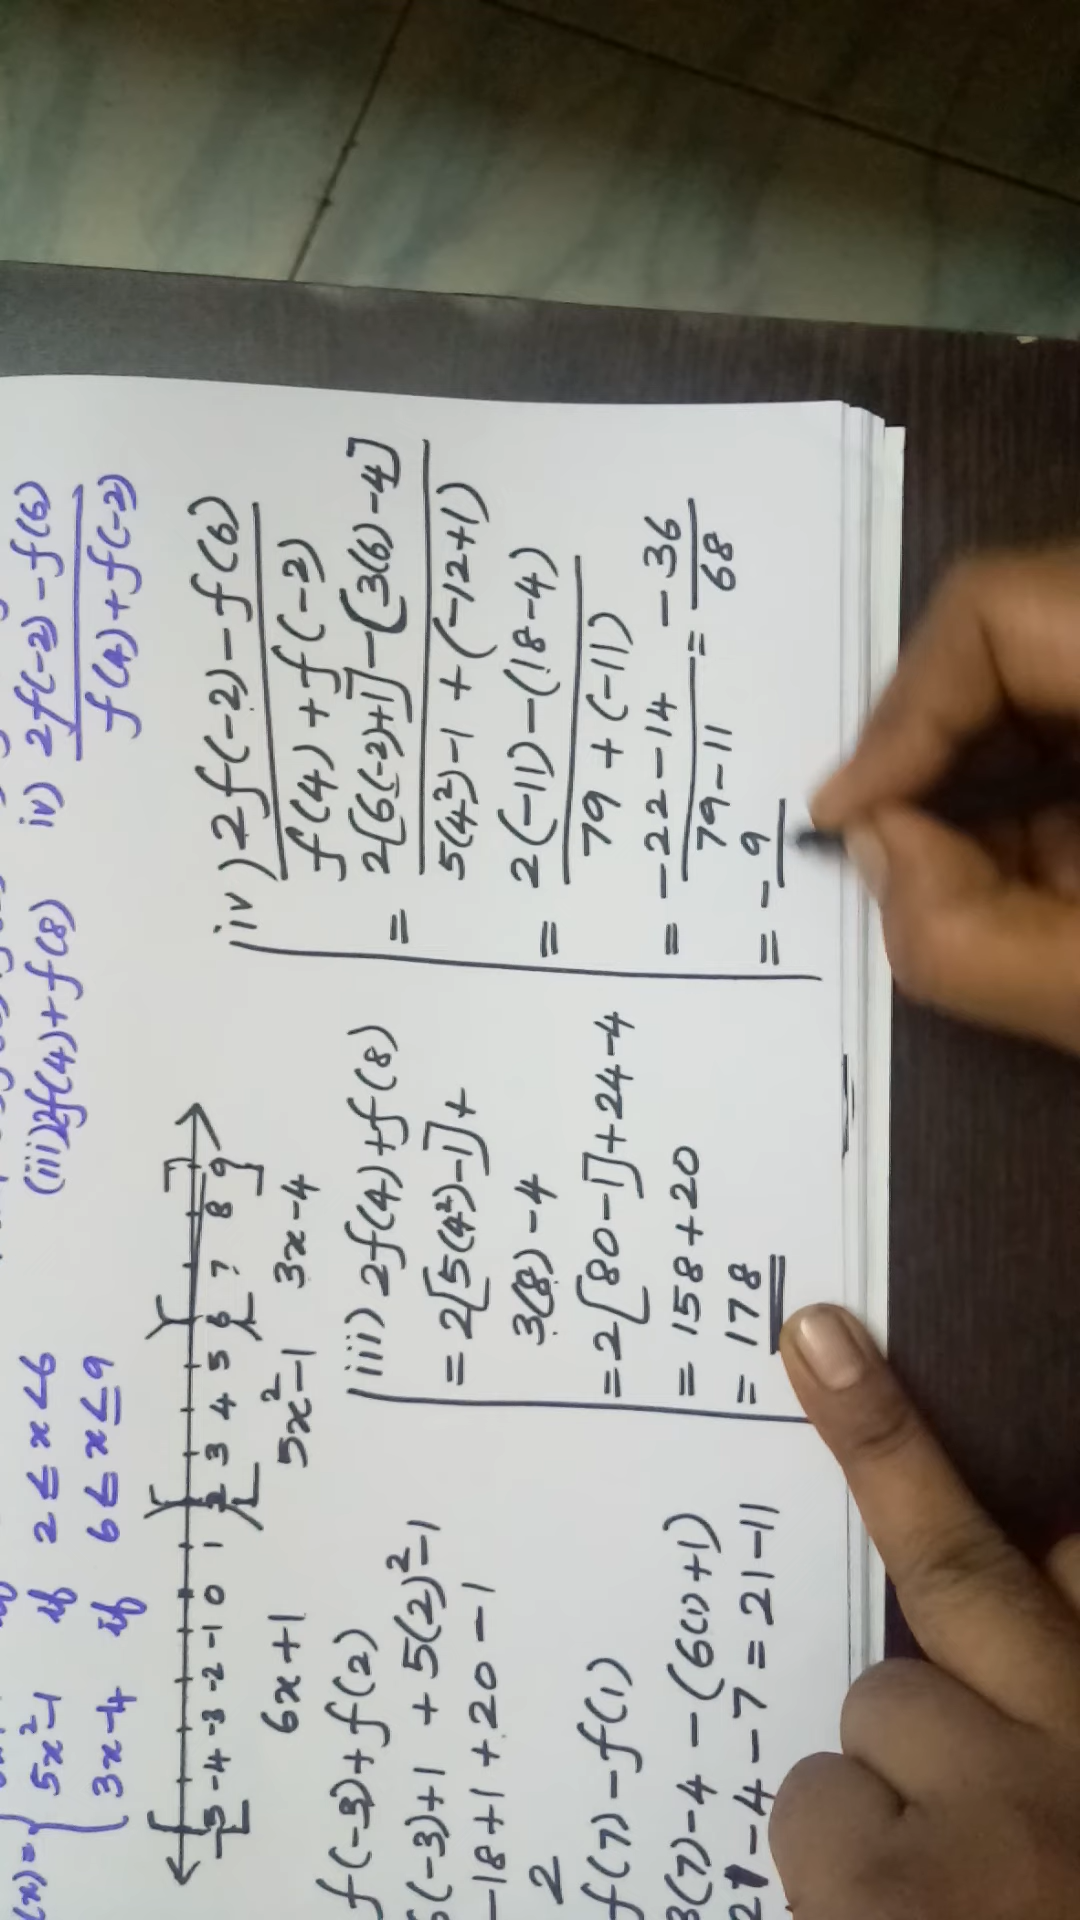 (x) =
5x²-1 if 2 ≤ x < 6
3x-4 if 6 ≤ x ≤ 9
(iii) 2f(4)+f(8) iv) 2f(-2)-f(6)
f(4)+f(-2)
-5 -4 -3 -2 -1 0 1 2 3 4 5 6 7 8 9
6x+1 5x²-1 3x-4
f(-3)+f(2)
6(-3)+1 + 5(2)²-1
-18+1+20-1
2
f(7)-f(1)
3(7)-4-(6(1)+1)
21-4-7=21-11
iii) 2f(4)+f(8)
= 2[5(4²)-1]+
3(8)-4
= 2[80-1]+24-4
= 158+20
= 178
iv) 2f(-2)-f(6)
f(4)+f(-2)
= 2[6(-2)+1]-[3(6)-4]
5(4²)-1+(-12+1)
= 2(-11)-(18-4)
79+(-11)
= -22-14 = -36
79-11 68
= -9